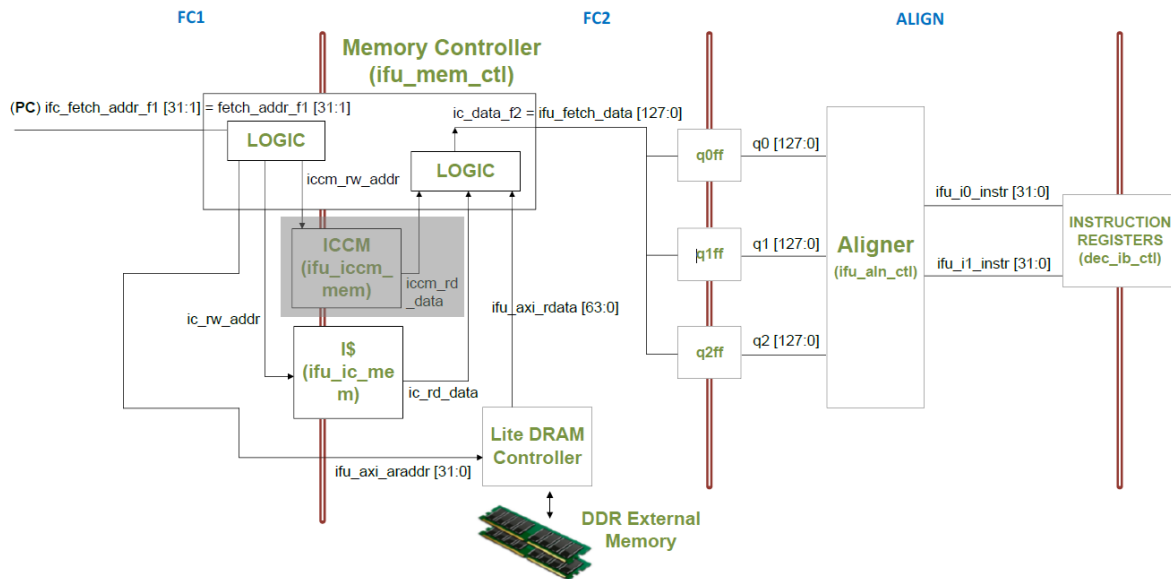 FC1
FC2
ALIGN
Memory Controller
(ifu_mem_ctl)
(PC) ifc_fetch_addr_f1 [31:1] = fetch_addr_f1 [31:1]
LOGIC
iccm_rw_addr
ic_data_f2 = ifu_fetch_data [127:0]
LOGIC
ICCM
(ifu_iccm_
mem)
iccm_rd
_data
ic_rw_addr
I$
(ifu_ic_me
m)
ic_rd_data
ifu_axi_rdata [63:0]
Lite DRAM
Controller
ifu_axi_araddr [31:0]
DDR External
Memory
q0ff
q0 [127:0]
q1ff
q1 [127:0]
q2ff
q2 [127:0]
Aligner
(ifu_aln_ctl)
ifu_i0_instr [31:0]
ifu_i1_instr [31:0]
INSTRUCTION
REGISTERS
(dec_ib_ctl)